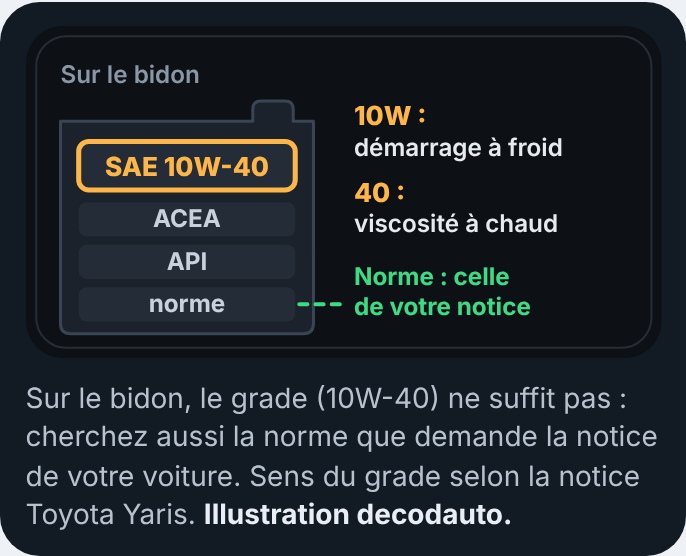 Sur le bidon
SAE 10W-40
ACEA
API
norme
10W :
démarrage à froid
40 :
viscosité à chaud
Norme : celle
de votre notice
Sur le bidon, le grade (10W-40) ne suffit pas :
cherchez aussi la norme que demande la notice
de votre voiture. Sens du grade selon la notice
Toyota Yaris. Illustration decodauto.